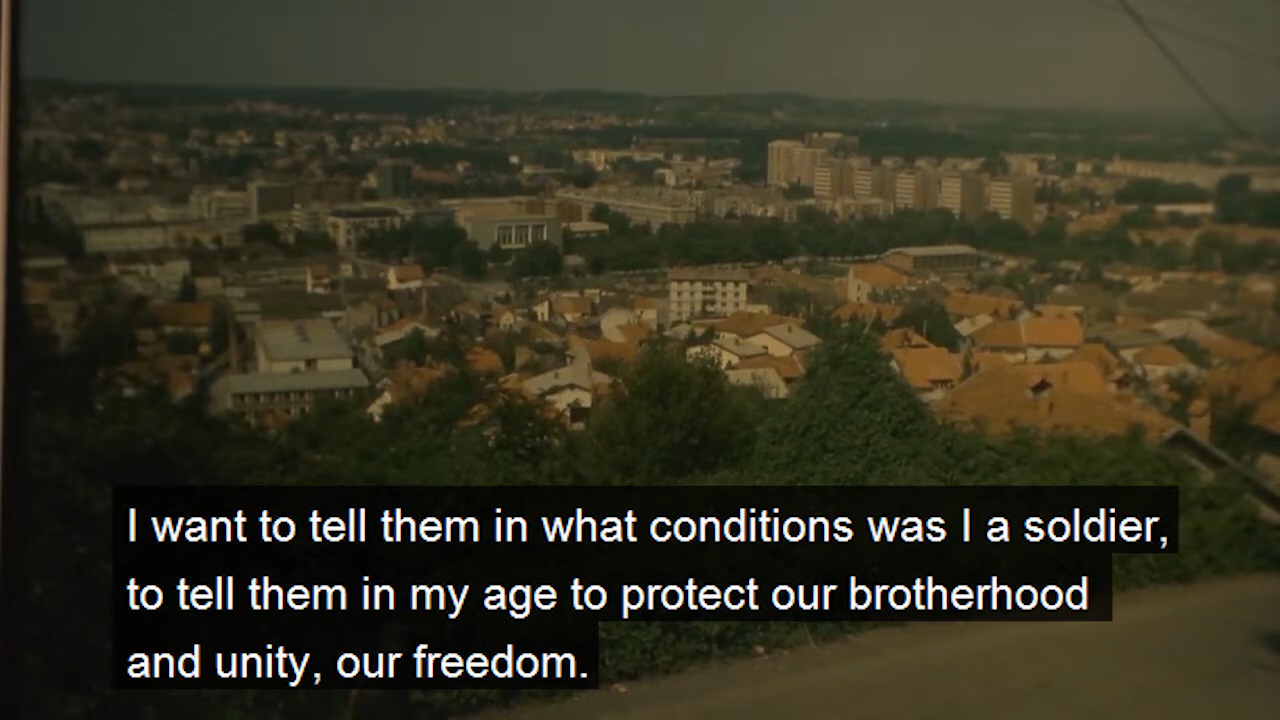 I want to tell them in what conditions was I a soldier,
to tell them in my age to protect our brotherhood
and unity, our freedom.